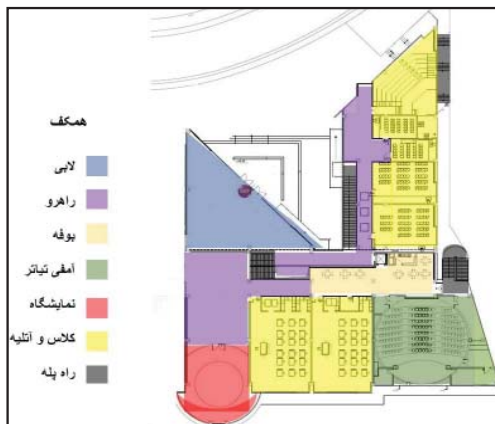 همکف
لابی
راهرو
بوفه
آمفی تیاتر
نمایشگاه
کلاس و آتلیه
راه پله